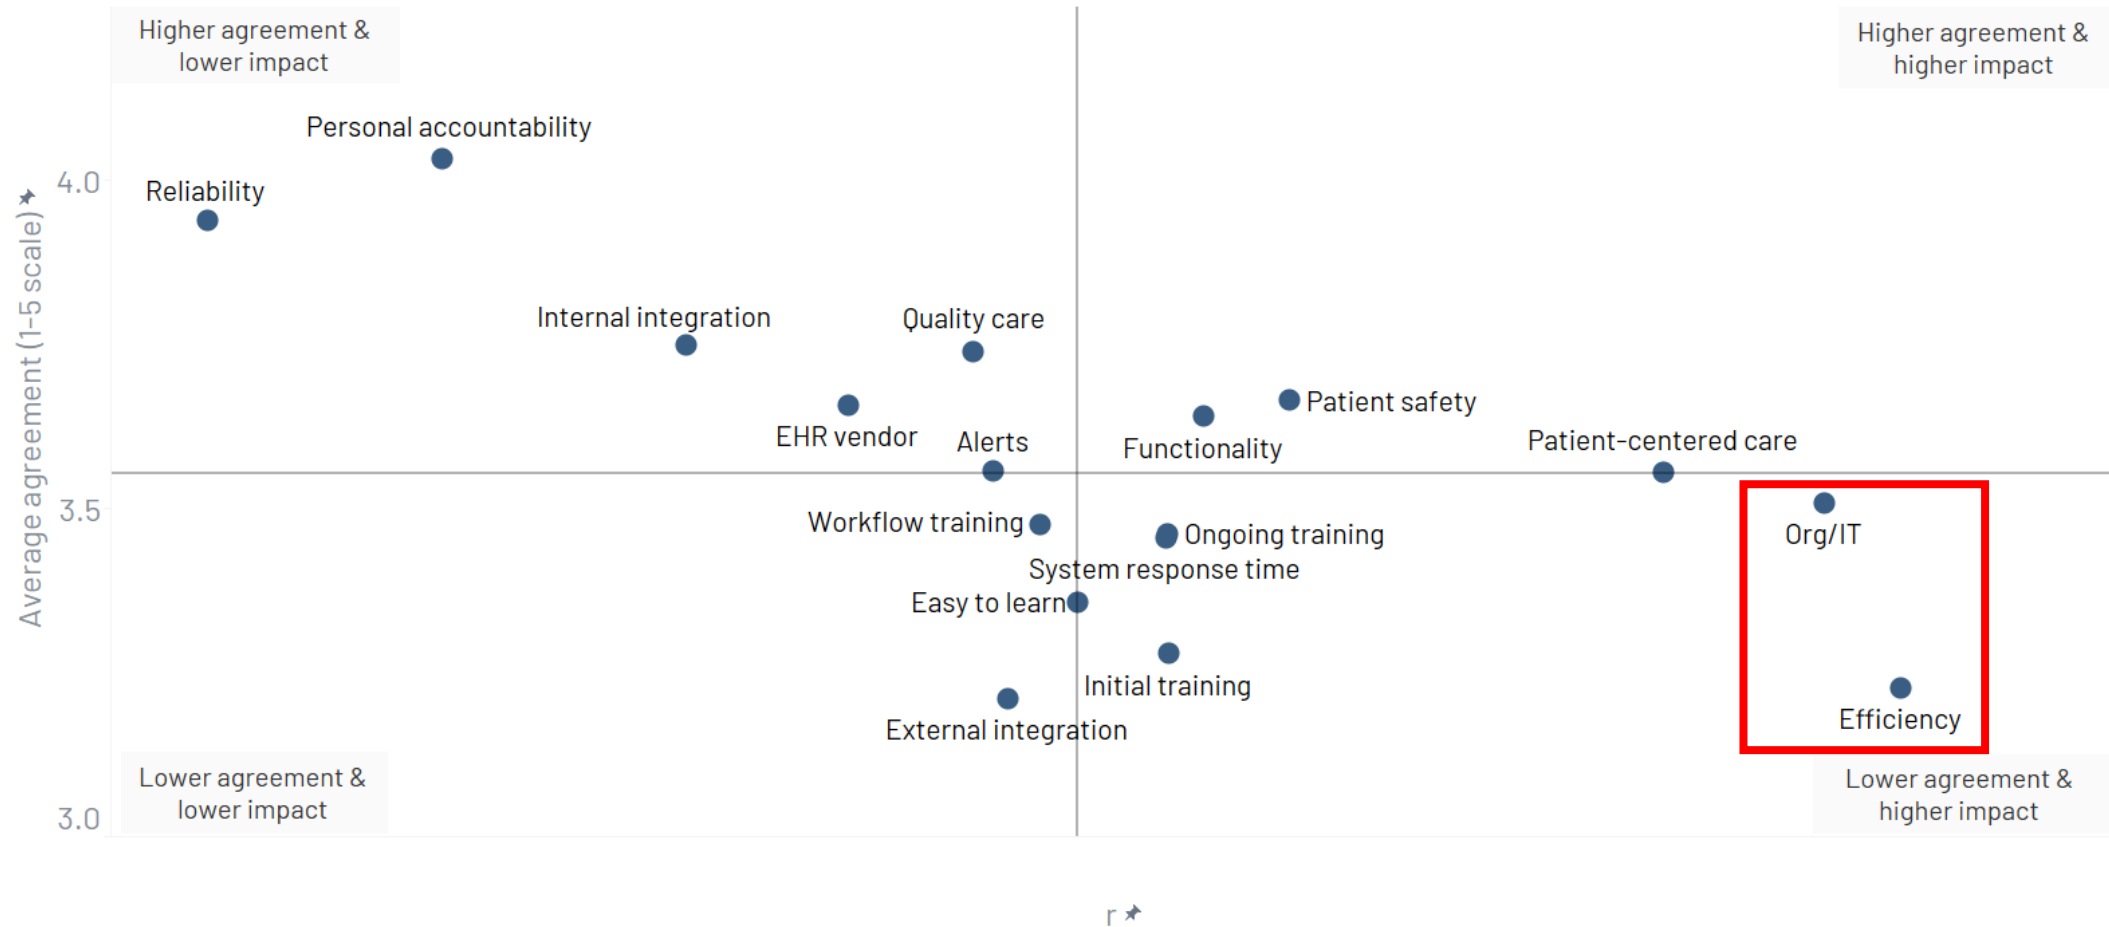 Higher agreement &
lower impact
Higher agreement &
higher impact
Personal accountability
4.0
Reliability
Average agreement (1-5 scale)
Internal integration
Quality care
Patient safety
EHR vendor
Alerts
Functionality
Patient-centered care
3.5
Workflow training
Ongoing training
Org/IT
System response time
Easy to learn
Initial training
External integration
Efficiency
Lower agreement &
lower impact
Lower agreement &
higher impact
3.0
r